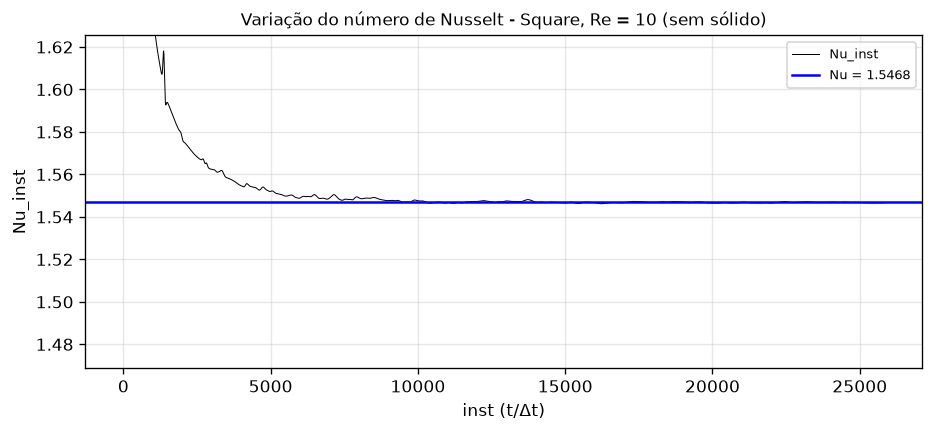 Variação do número de Nusselt - Square, Re = 10 (sem sólido)
Nu_inst
Nu = 1.5468
1.62
1.60
1.58
1.56
1.54
1.52
1.50
1.48
Nu_inst
0 5000 10000 15000 20000 25000
inst (t/Δt)